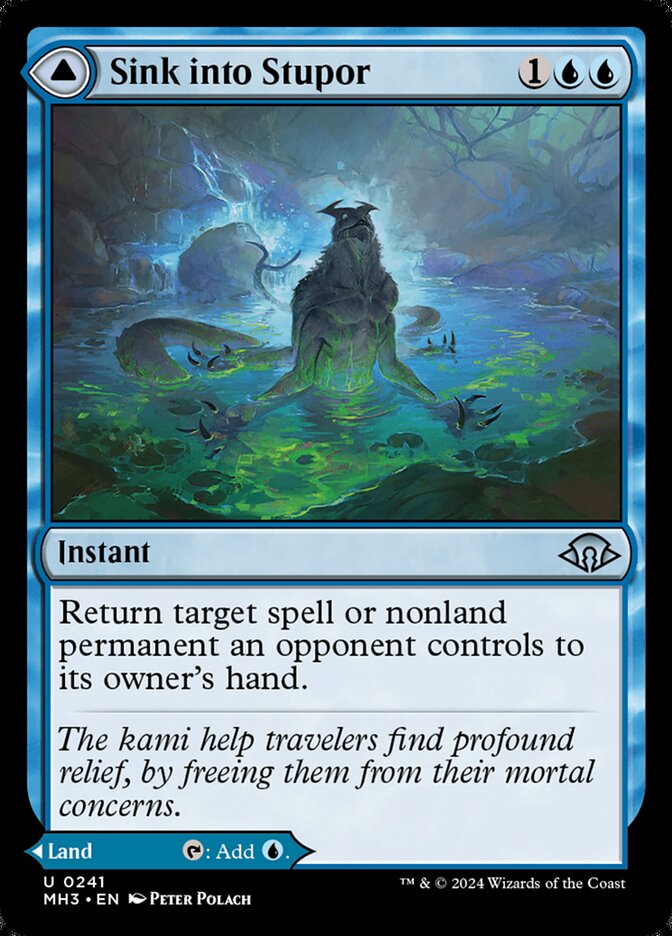 Sink into Stupor 1
Instant
Return target spell or nonland
permanent an opponent controls to
its owner's hand.
The kami help travelers find profound
relief, by freeing them from their mortal
concerns.
Land : Add .
U 0241
MH3 • EN Peter Polach
™ & © 2024 Wizards of the Coast